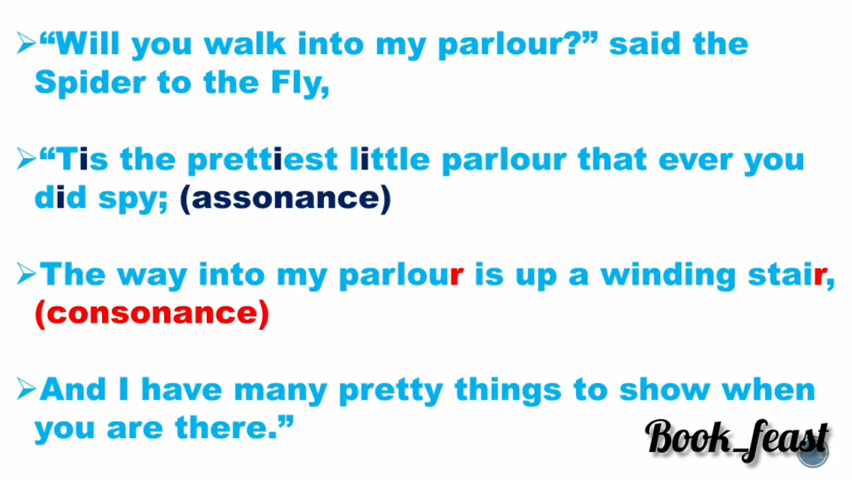 “Will you walk into my parlour?” said the
Spider to the Fly,
“Tis the prettiest little parlour that ever you
did spy; (assonance)
The way into my parlour is up a winding stair,
(consonance)
And I have many pretty things to show when
you are there.”
Book_feast